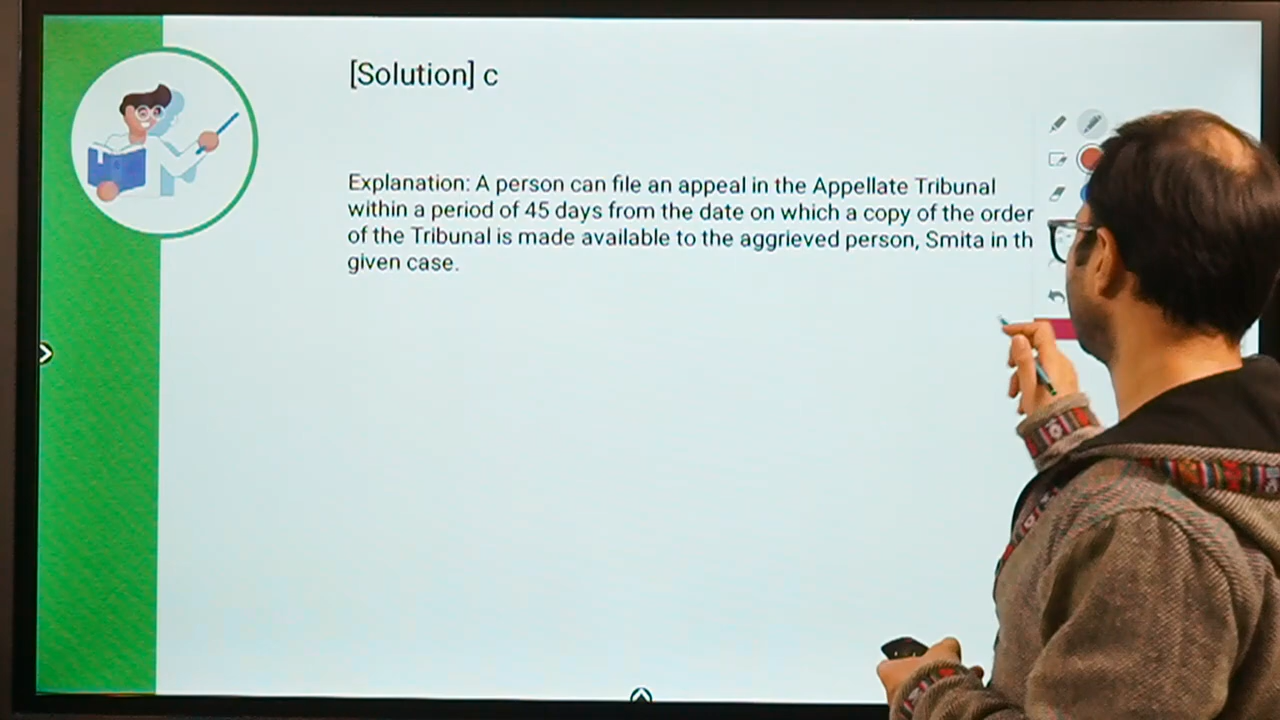 [Solution] c
Explanation: A person can file an appeal in the Appellate Tribunal
within a period of 45 days from the date on which a copy of the order
of the Tribunal is made available to the aggrieved person, Smita in th
given case.